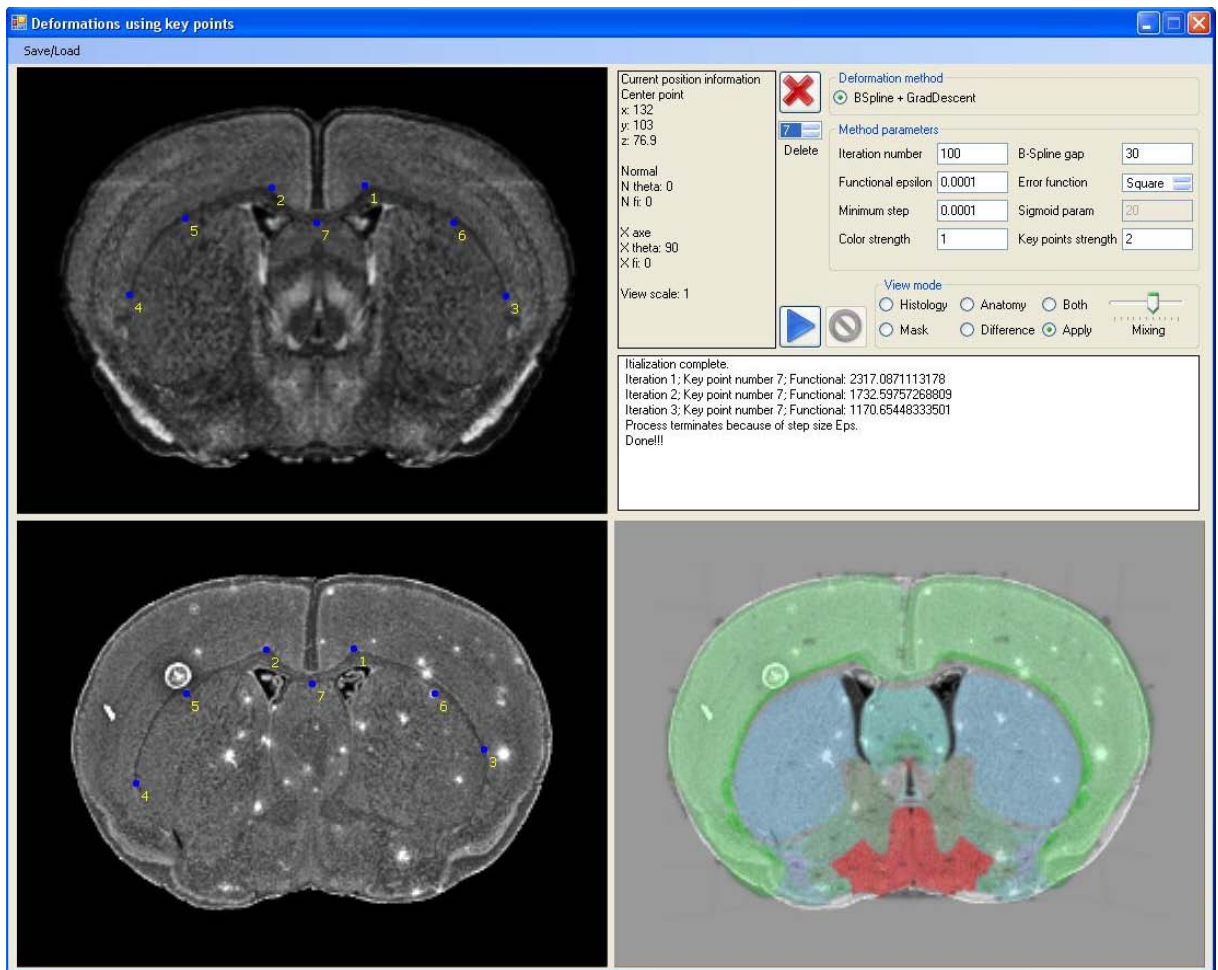 Deformations using key points
Save/Load
2
1
5
7
6
4
3
Current position information
Center point
x: 132
y: 103
z: 76.9
Normal
N theta: 0
N fi: 0
X axe
X theta: 90
X fi: 0
View scale: 1
7
Delete
Deformation method
BSpline + GradDescent
Method parameters
Iteration number 100 B-Spline gap 30
Functional epsilon 0.0001 Error function Square
Minimum step 0.0001 Sigmoid param 20
Color strength 1 Key points strength 2
View mode
Histology Anatomy Both
Mask Difference Apply Mixing
Itialization complete.
Iteration 1; Key point number 7; Functional: 2317.0871113178
Iteration 2; Key point number 7; Functional: 1732.59757268809
Iteration 3; Key point number 7; Functional: 1170.65448333501
Process terminates because of step size Eps.
Done!!!
2
1
7
5
6
3
4